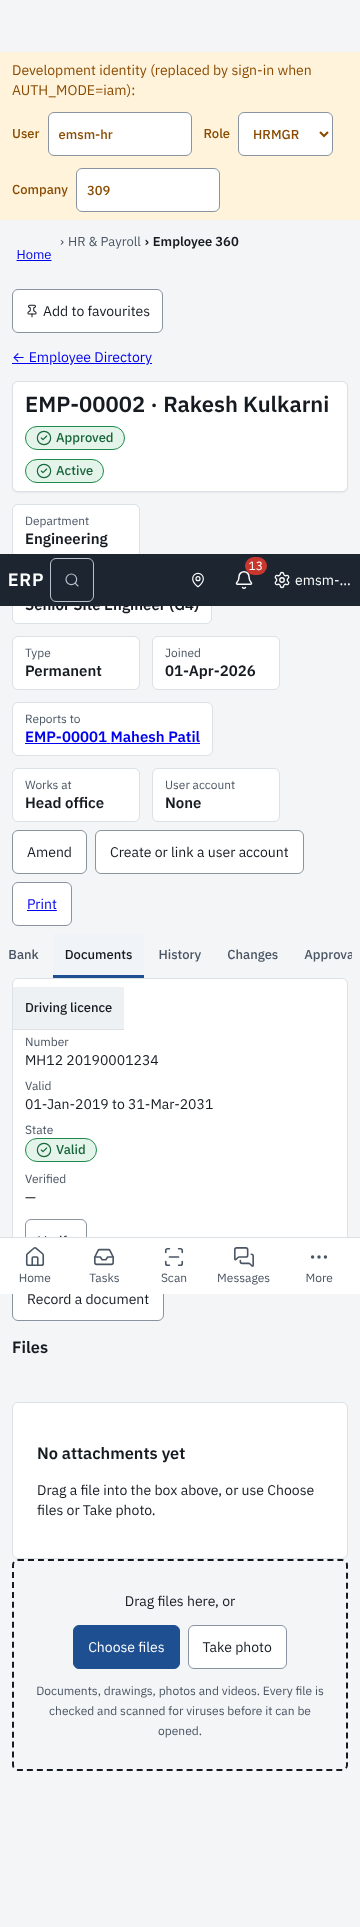 Development identity (replaced by sign-in when
AUTH_MODE=iam):
User emsm-hr Role HRMGR
Company 309
Home › HR & Payroll › Employee 360
Add to favourites
← Employee Directory
EMP-00002 · Rakesh Kulkarni
Approved
Active
Department
Engineering
ERP 13 emsm-...
Senior Site Engineer (G4)
Type
Permanent
Joined
01-Apr-2026
Reports to
EMP-00001 Mahesh Patil
Works at
Head office
User account
None
Amend Create or link a user account
Print
Bank Documents History Changes Approva
Driving licence
Number
MH12 20190001234
Valid
01-Jan-2019 to 31-Mar-2031
State
Valid
Verified
—
Home Tasks Scan Messages More
Record a document
Files
No attachments yet
Drag a file into the box above, or use Choose
files or Take photo.
Drag files here, or
Choose files Take photo
Documents, drawings, photos and videos. Every file is
checked and scanned for viruses before it can be
opened.